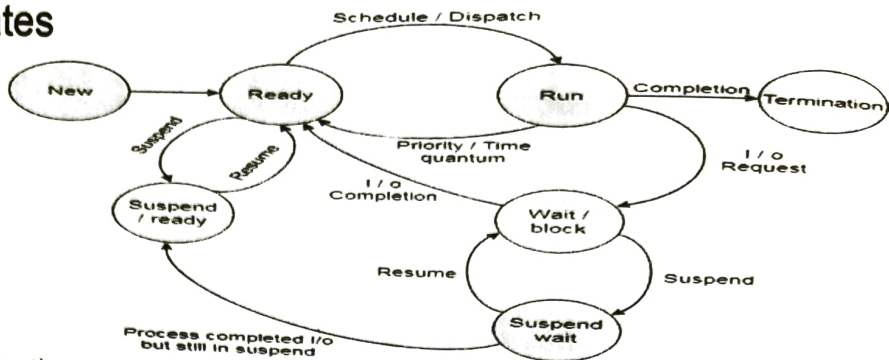 Schedule / Dispatch
New
Ready
Run
Completion
Termination
Suspend
Resume
Priority / Time
quantum
I / o
Request
I / o
Completion
Suspend
/ ready
Wait /
block
Resume
Suspend
Process completed I/o
but still in suspend
Suspend
wait